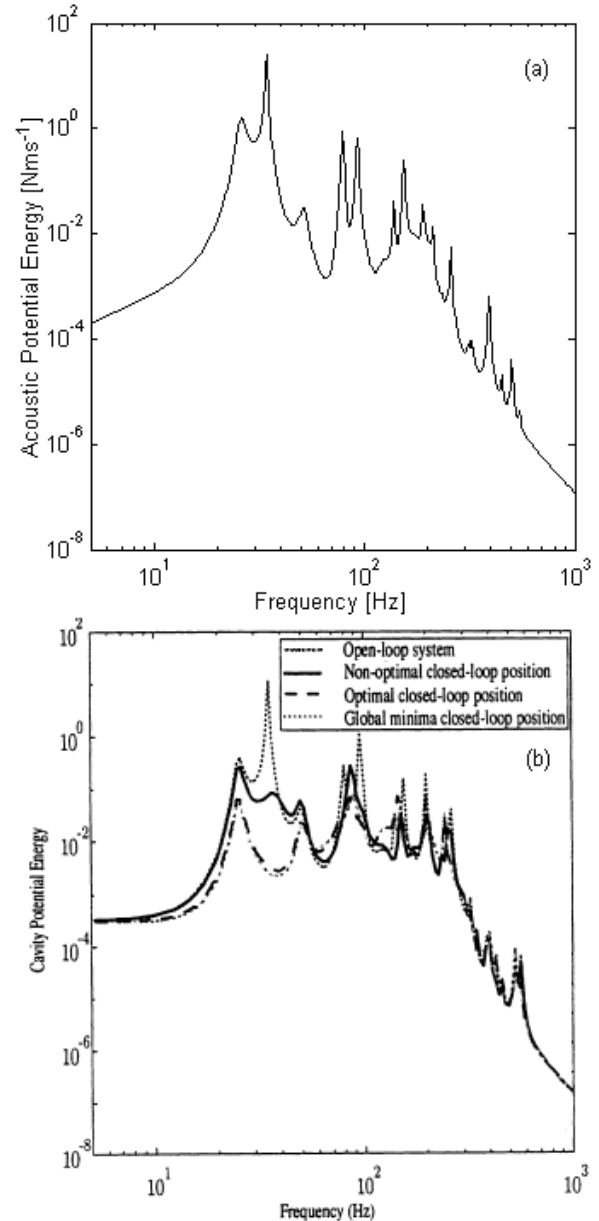 10^2
(a)
10^0
10^-2
10^-4
10^-6
10^-8
Acoustic Potential Energy [Nms^-1]
10^1
10^2
10^3
Frequency [Hz]
10^2
Open-loop system
Non-optimal closed-loop position
Optimal closed-loop position
Global minima closed-loop position
(b)
10^0
10^-2
10^-4
10^-6
10^-8
Cavity Potential Energy
10^1
10^2
10^3
Frequency (Hz)